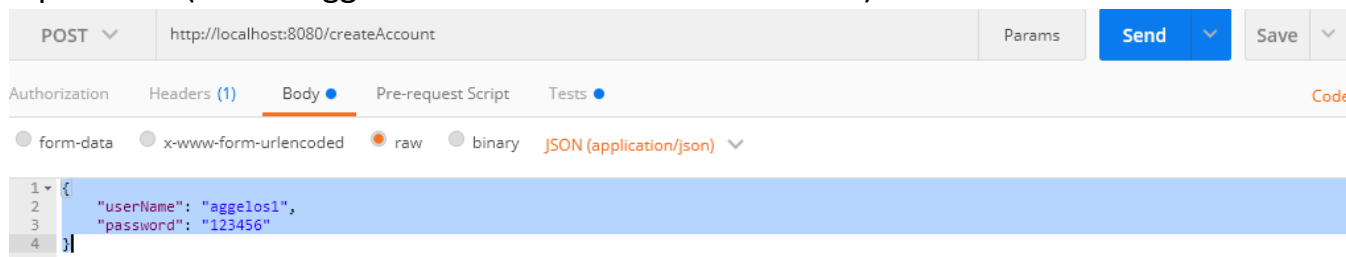 POST http://localhost:8080/createAccount Params Send Save
Authorization Headers (1) Body Pre-request Script Tests Code
form-data x-www-form-urlencoded raw binary JSON (application/json)
1 {
2 "userName": "aggelos1",
3 "password": "123456"
4 }